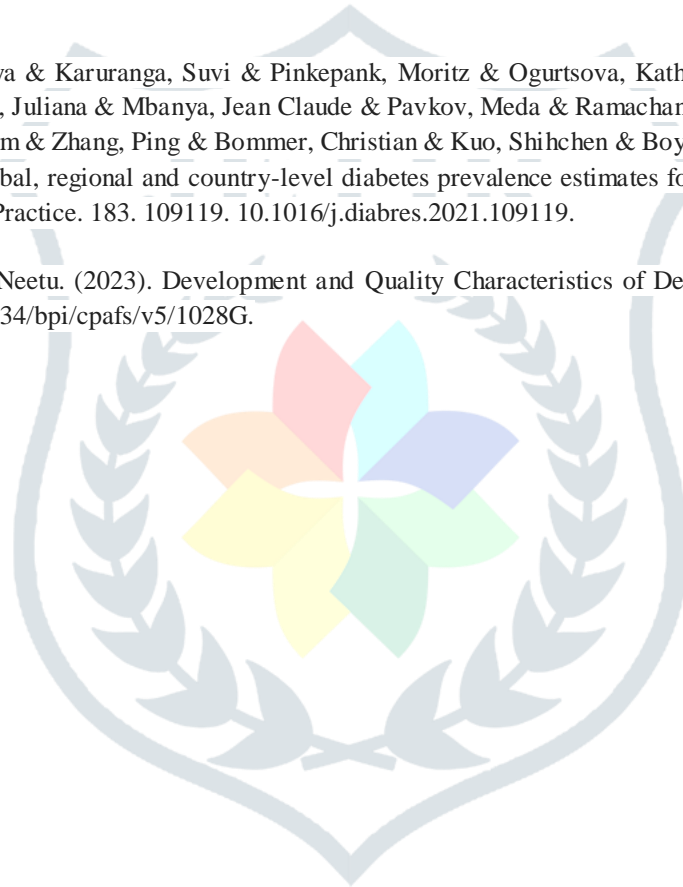 va & Karuranga, Suvi & Pinkepank, Moritz & Ogurtsova, Kath
, Juliana & Mbanya, Jean Claude & Pavkov, Meda & Ramachan
m & Zhang, Ping & Bommer, Christian & Kuo, Shihchen & Boy
bal, regional and country-level diabetes prevalence estimates fo
Practice. 183. 109119. 10.1016/j.diabres.2021.109119.
Neetu. (2023). Development and Quality Characteristics of De
34/bpi/cpafs/v5/1028G.